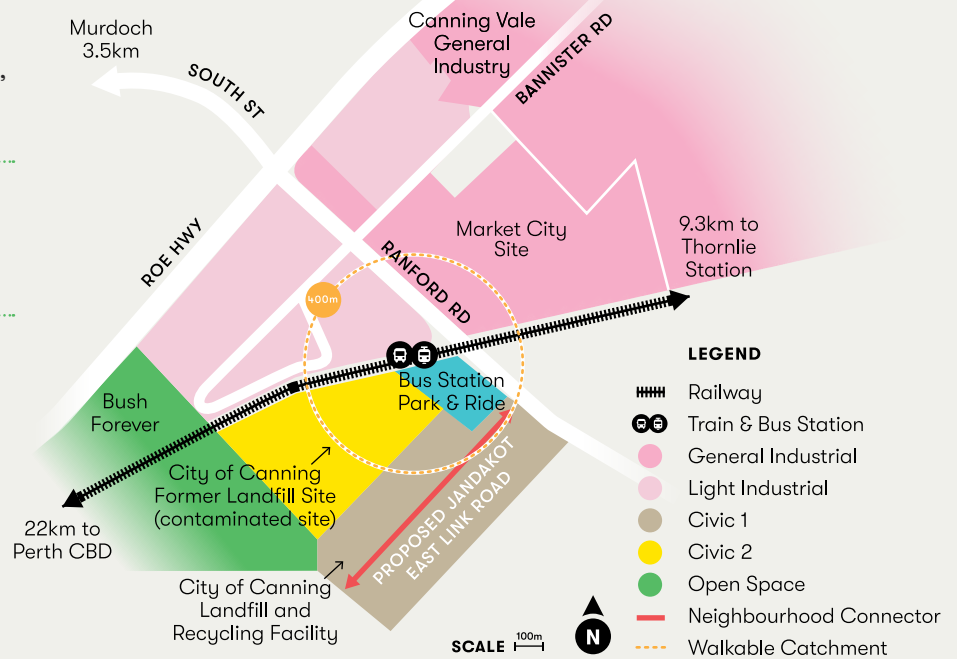 Murdoch
3.5km
,
SOUTH ST
Canning Vale
General
Industry
BANNISTER RD
ROE HWY
Market City
Site
9.3km to
Thornlie
Station
RANFORD RD
400m
Bush
Forever
Bus Station
Park & Ride
City of Canning
Former Landfill Site
(contaminated site)
22km to
Perth CBD
PROPOSED JANDAKOT
EAST LINK ROAD
City of Canning
Landfill and
Recycling Facility
SCALE 100m
N
LEGEND
Railway
Train & Bus Station
General Industrial
Light Industrial
Civic 1
Civic 2
Open Space
Neighbourhood Connector
Walkable Catchment